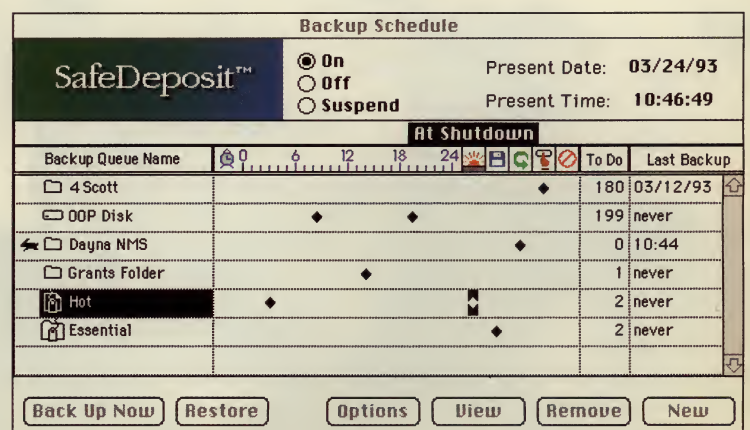 Backup Schedule
SafeDeposit™
On
Off
Suspend
Present Date: 03/24/93
Present Time: 10:46:49
At Shutdown
Backup Queue Name 0 6 12 18 24 To Do Last Backup
4 Scott 180 03/12/93
OOP Disk 199 never
Dayna NMS 0 10:44
Grants Folder 1 never
Hot 2 never
Essential 2 never
Back Up Now Restore Options View Remove New